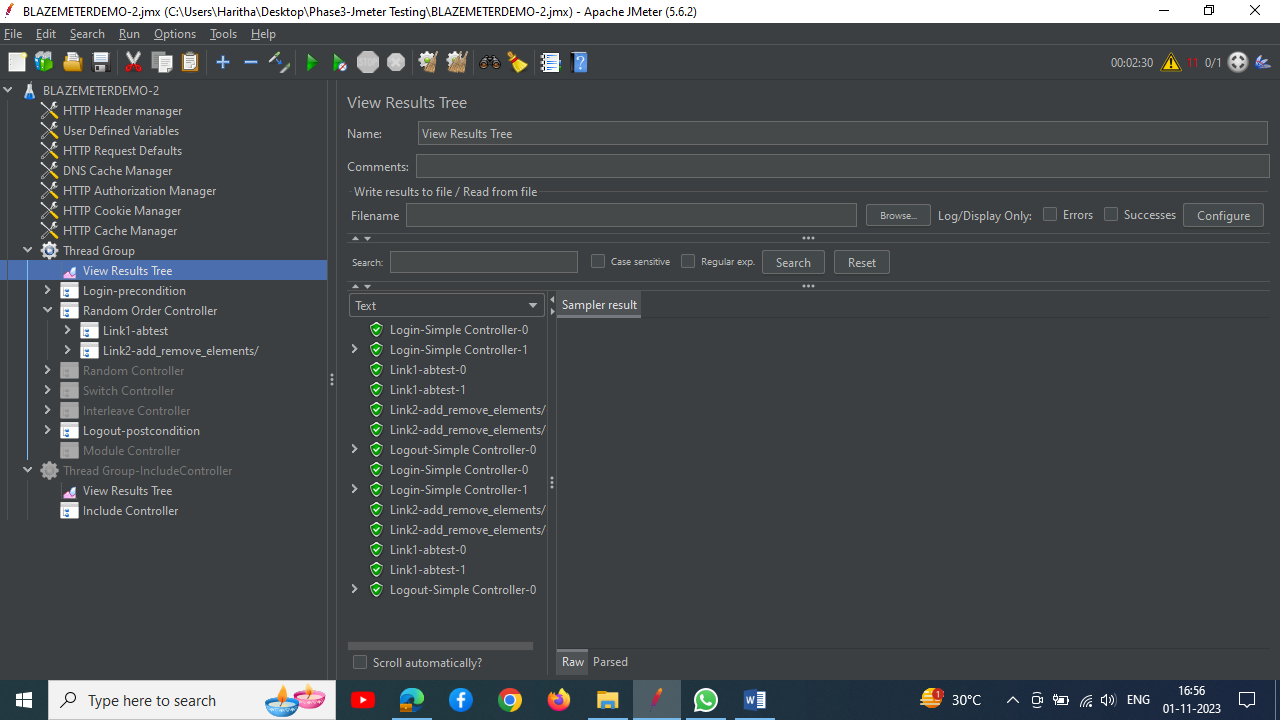 BLAZEMETERDEMO-2.jmx (C:\Users\Haritha\Desktop\Phase3-Jmeter Testing\BLAZEMETERDEMO-2.jmx) - Apache JMeter (5.6.2)
File Edit Search Run Options Tools Help
STOP
00:02:30 11 0/1
BLAZEMETERDEMO-2
HTTP Header manager
User Defined Variables
HTTP Request Defaults
DNS Cache Manager
HTTP Authorization Manager
HTTP Cookie Manager
HTTP Cache Manager
Thread Group
View Results Tree
Login-precondition
Random Order Controller
Link1-abtest
Link2-add_remove_elements/
Random Controller
Switch Controller
Interleave Controller
Logout-postcondition
Module Controller
Thread Group-IncludeController
View Results Tree
Include Controller
View Results Tree
Name: View Results Tree
Comments:
Write results to file / Read from file
Filename Browse... Log/Display Only: Errors Successes Configure
Search: Case sensitive Regular exp. Search Reset
Text
Login-Simple Controller-0
Login-Simple Controller-1
Link1-abtest-0
Link1-abtest-1
Link2-add_remove_elements/
Link2-add_remove_elements/
Logout-Simple Controller-0
Login-Simple Controller-0
Login-Simple Controller-1
Link2-add_remove_elements/
Link2-add_remove_elements/
Link1-abtest-0
Link1-abtest-1
Logout-Simple Controller-0
Scroll automatically?
Sampler result
Raw Parsed
Type here to search
1 30°C ENG
16:56
01-11-2023